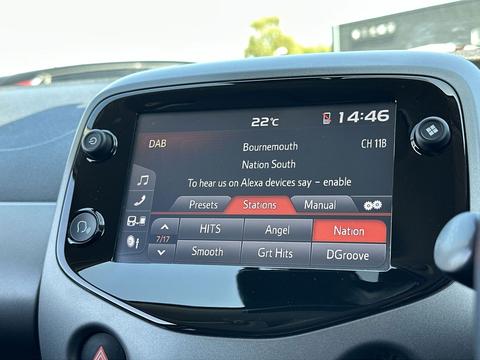 22°C 14:46
DAB Bournemouth CH 11B
Nation South
To hear us on Alexa devices say – enable
Presets Stations Manual
HITS Angel Nation
7/17
Smooth Grt Hits DGroove